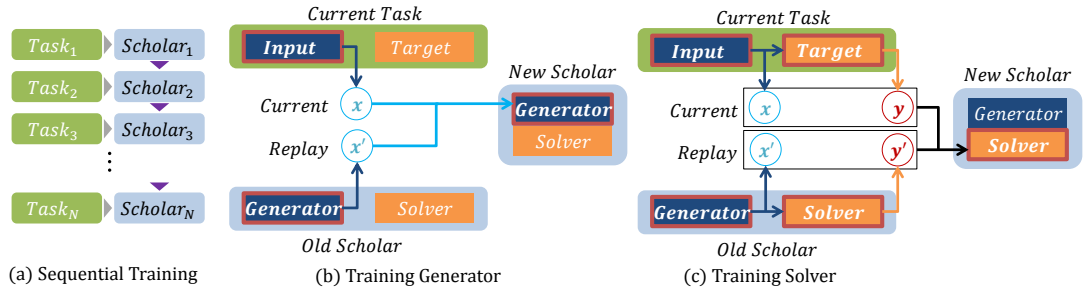 Task₁ Scholar₁
Task₂ Scholar₂
Task₃ Scholar₃
⋮
Task_N Scholar_N
(a) Sequential Training
Current Task
Input Target
Current x
Replay x′
New Scholar
Generator
Solver
Generator Solver
Old Scholar
(b) Training Generator
Current Task
Input Target
Current x y
Replay x′ y′
New Scholar
Generator
Solver
Generator Solver
Old Scholar
(c) Training Solver